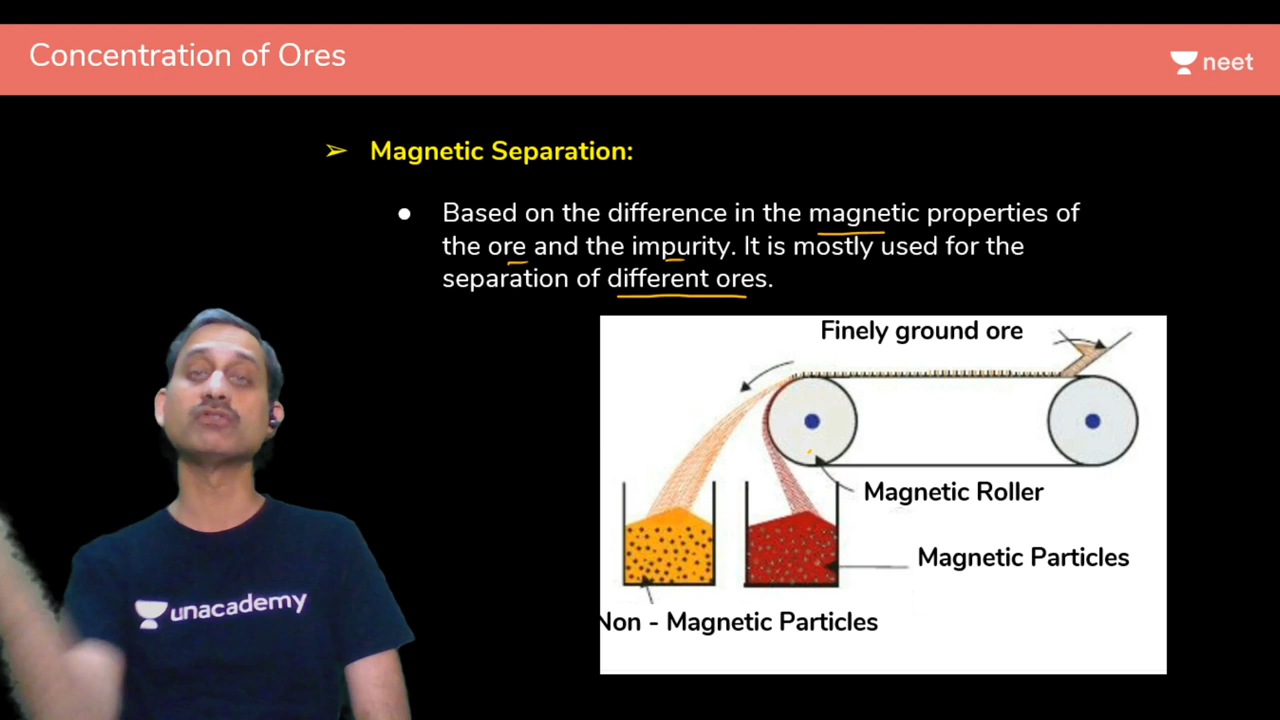 Concentration of Ores
neet
➢ Magnetic Separation:
● Based on the difference in the magnetic properties of
the ore and the impurity. It is mostly used for the
separation of different ores.
Finely ground ore
Magnetic Roller
Magnetic Particles
Non - Magnetic Particles
unacademy